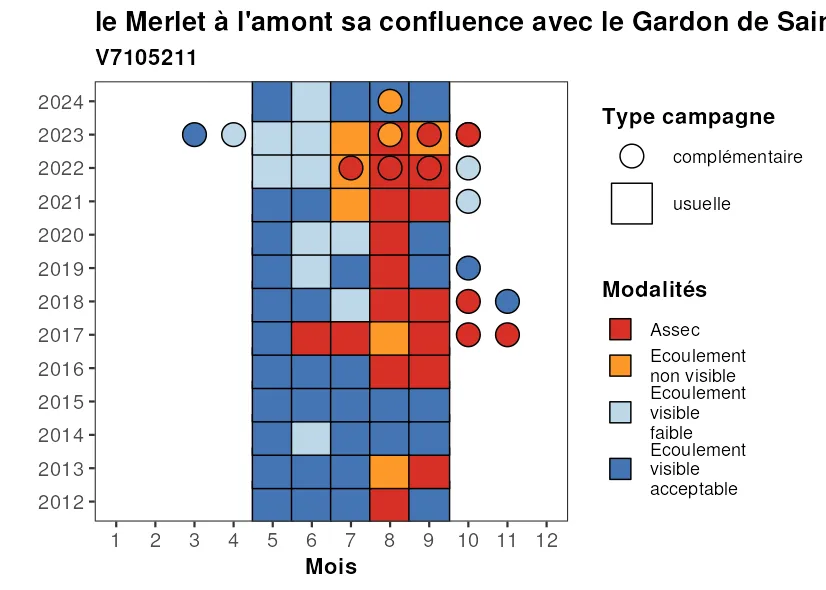 le Merlet à l'amont sa confluence avec le Gardon de Sain
V7105211
2024
2023
2022
2021
2020
2019
2018
2017
2016
2015
2014
2013
2012
1 2 3 4 5 6 7 8 9 10 11 12
Mois
Type campagne
complémentaire
usuelle
Modalités
Assec
Ecoulement
non visible
Ecoulement
visible
faible
Ecoulement
visible
acceptable